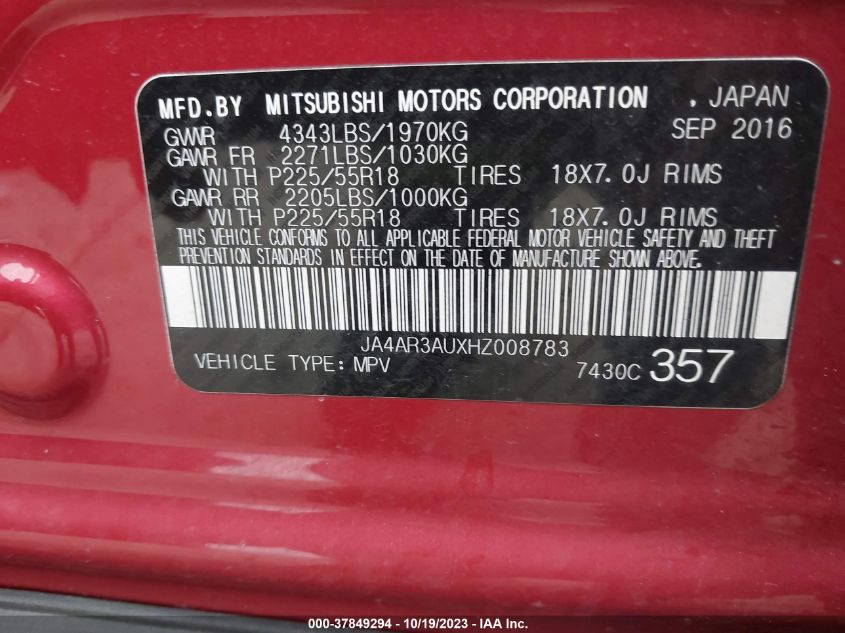 MFD.BY MITSUBISHI MOTORS CORPORATION , JAPAN
GVWR 4343LBS/1970KG SEP 2016
GAWR FR 2271LBS/1030KG
WITH P225/55R18 TIRES 18X7.0J RIMS
GAWR RR 2205LBS/1000KG
WITH P225/55R18 TIRES 18X7.0J RIMS
THIS VEHICLE CONFORMS TO ALL APPLICABLE FEDERAL MOTOR VEHICLE SAFETY AND THEFT
PREVENTION STANDARDS IN EFFECT ON THE DATE OF MANUFACTURE SHOWN ABOVE.
JA4AR3AUXHZ008783
VEHICLE TYPE: MPV 7430C 357
000-37849294 - 10/19/2023 - IAA Inc.